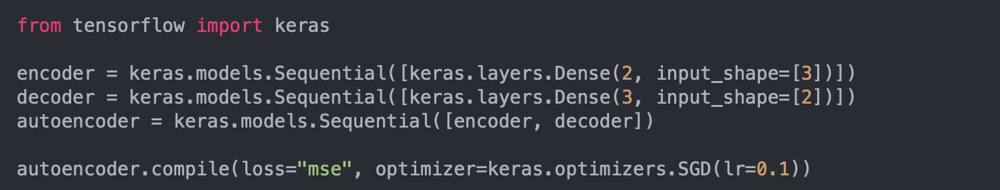 from tensorflow import keras
encoder = keras.models.Sequential([keras.layers.Dense(2, input_shape=[3])])
decoder = keras.models.Sequential([keras.layers.Dense(3, input_shape=[2])])
autoencoder = keras.models.Sequential([encoder, decoder])
autoencoder.compile(loss="mse", optimizer=keras.optimizers.SGD(lr=0.1))